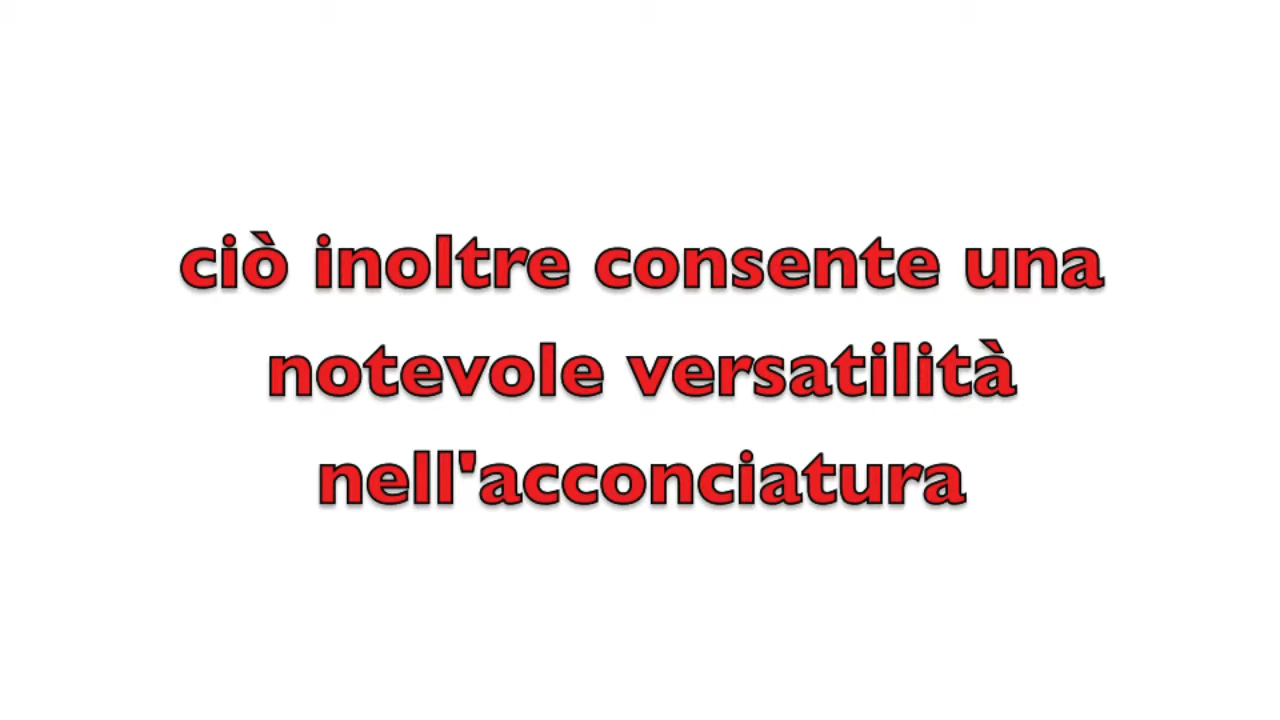 ciò inoltre consente una
notevole versatilità
nell'acconciatura